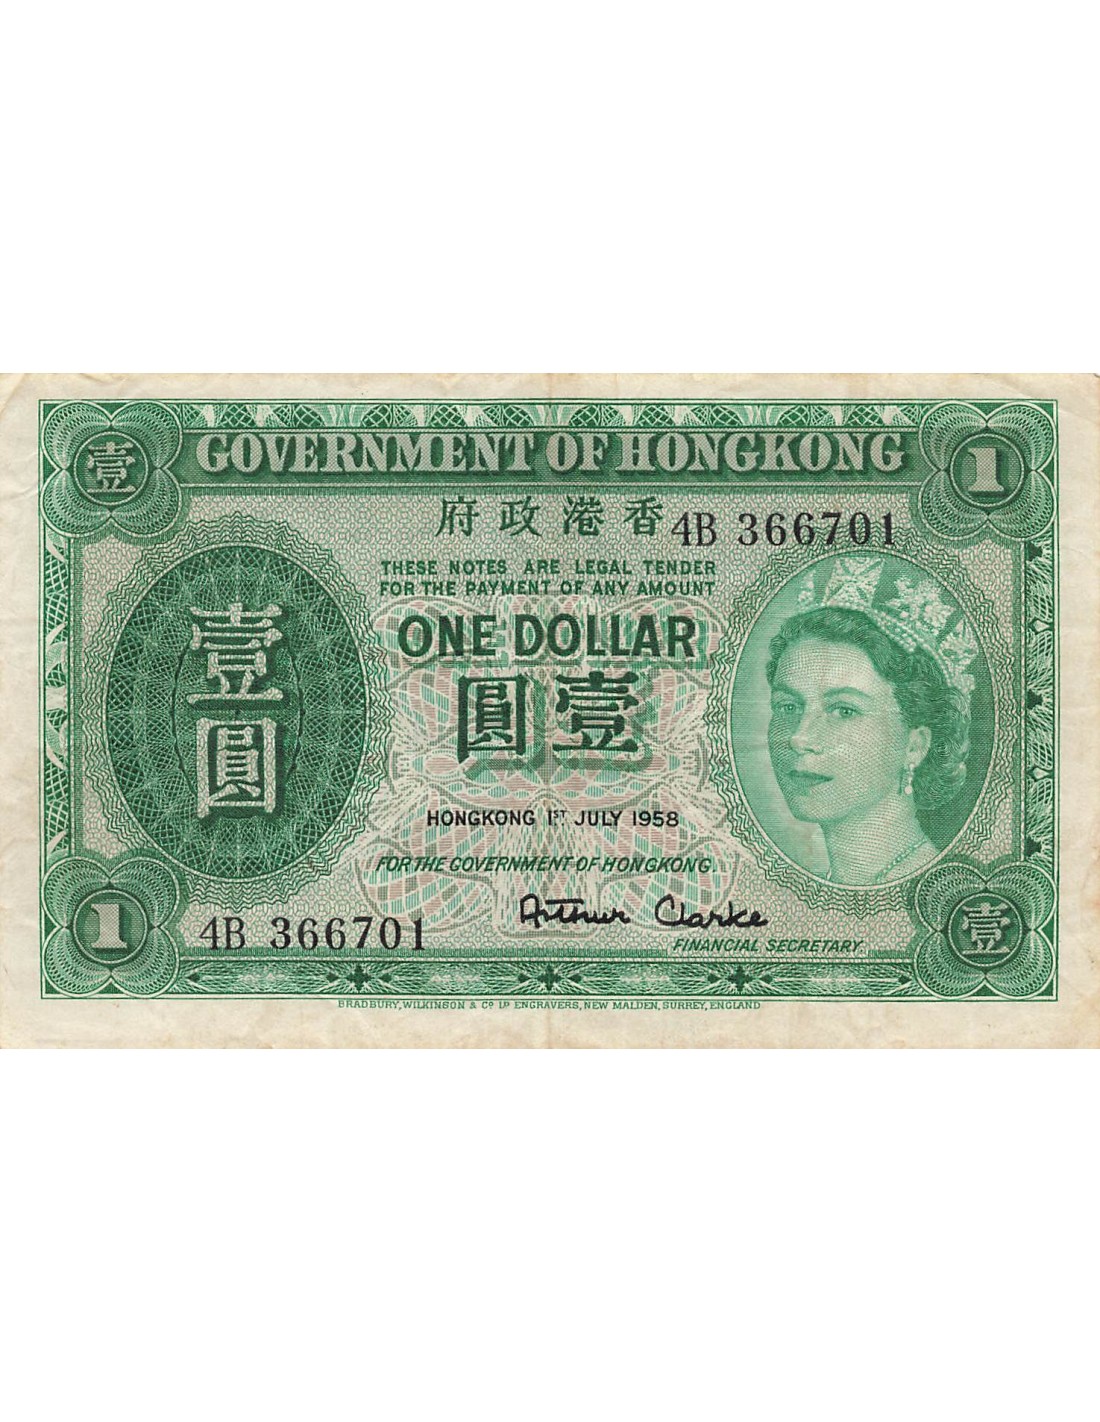 壹
GOVERNMENT OF HONGKONG
1
府政港香
4B 366701
THESE NOTES ARE LEGAL TENDER
FOR THE PAYMENT OF ANY AMOUNT
ONE DOLLAR
圓壹
壹
圓
HONGKONG 1ST JULY 1958
FOR THE GOVERNMENT OF HONGKONG.
Arthur Clarke
FINANCIAL SECRETARY.
1
4B 366701
壹
BRADBURY, WILKINSON & Co LD ENGRAVERS, NEW MALDEN, SURREY, ENGLAND